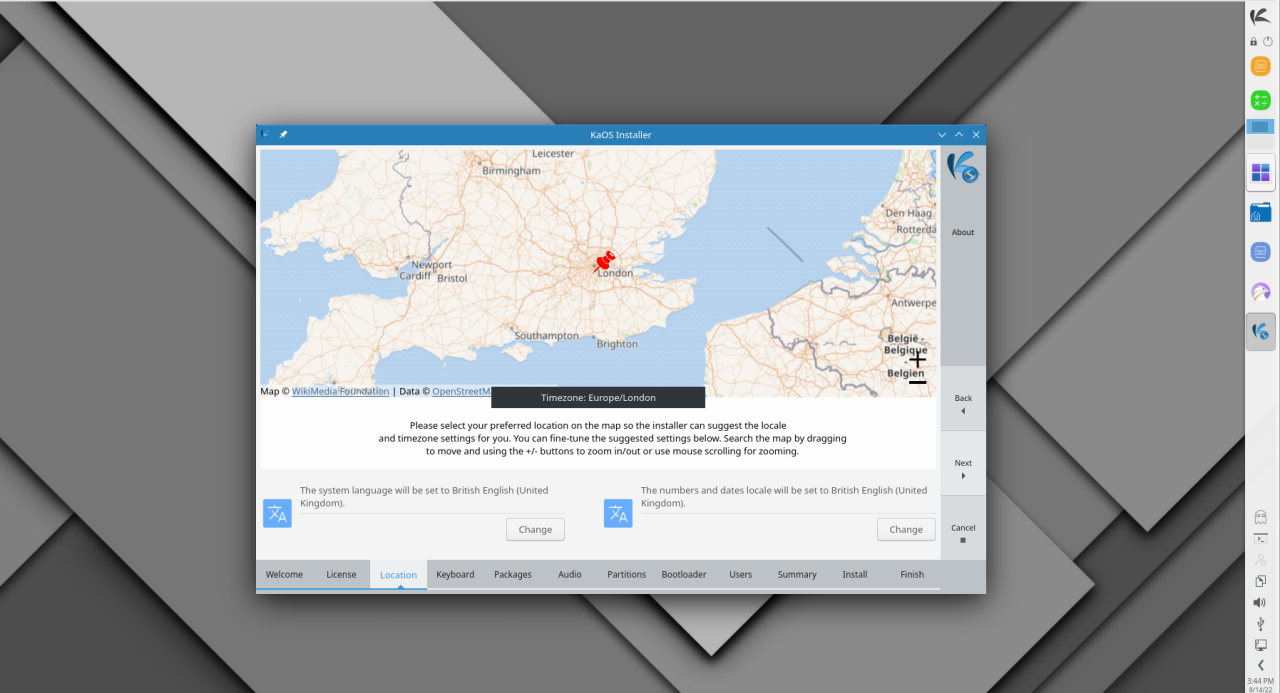 KaOS Installer
Leicester
Birmingham
Den Haag
Rotterda
Newport
Cardiff
Bristol
London
Antwerpe
Southampton
Brighton
België -
Belgique
-
Belgien
+
Map © WikiMedia Foundation | Data © OpenStreetM
Timezone: Europe/London
Please select your preferred location on the map so the installer can suggest the locale
and timezone settings for you. You can fine-tune the suggested settings below. Search the map by dragging
to move and using the +/- buttons to zoom in/out or use mouse scrolling for zooming.
The system language will be set to British English (United
Kingdom).
Change
The numbers and dates locale will be set to British English (United
Kingdom).
Change
About
Back
Next
Cancel
Welcome License Location Keyboard Packages Audio Partitions Bootloader Users Summary Install Finish
3:44 PM
8/14/22